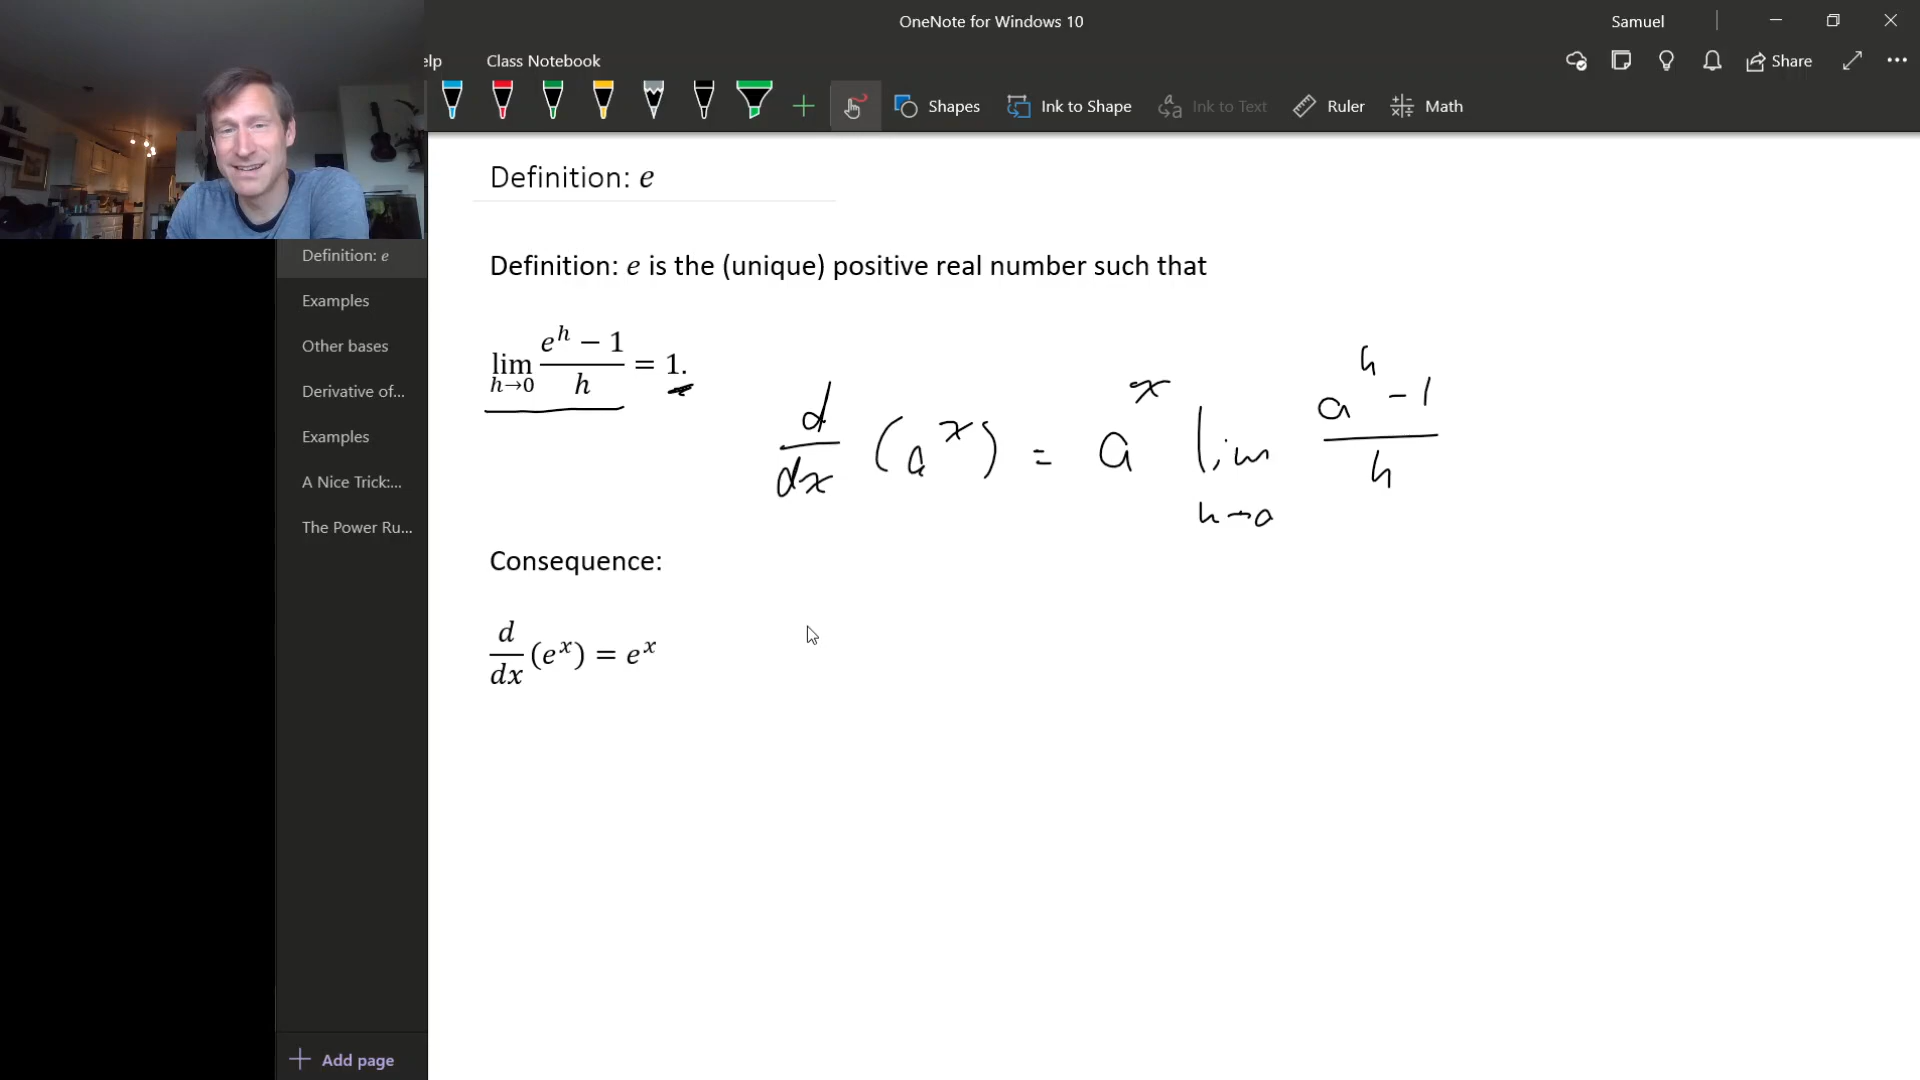 OneNote for Windows 10
Samuel
elp
Class Notebook
Share
Shapes
Ink to Shape
Ink to Text
Ruler
Math
Definition: e
Definition: e
Examples
Other bases
Derivative of...
Examples
A Nice Trick:...
The Power Ru...
Add page
Definition: e is the (unique) positive real number such that
lim_{h→0} (e^h − 1)/h = 1.
d/dx (a^x) = a^x lim_{h→0} (a^h − 1)/h
Consequence:
d/dx (e^x) = e^x